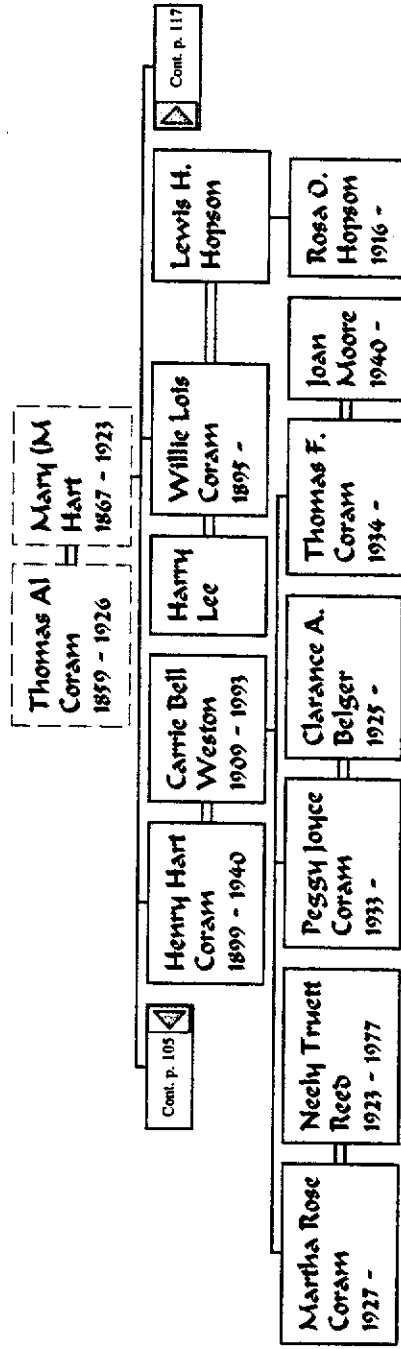 Thomas Al
Coram
1859 - 1926
Mary (M
Hart
1867 - 1923
Cont. p. 105
Henry Hart
Coram
1899 - 1940
Carrie Bell
Weston
1909 - 1993
Harry
Lee
Willie Lois
Coram
1895 -
Lewis H.
Hopson
Cont. p. 117
Martha Rose
Coram
1927 -
Neely Truett
Reed
1923 - 1977
Peggy Joyce
Coram
1933 -
Clarance A.
Belger
1925 -
Thomas F.
Coram
1934 -
Joan
Moore
1940 -
Rosa O.
Hopson
1916 -